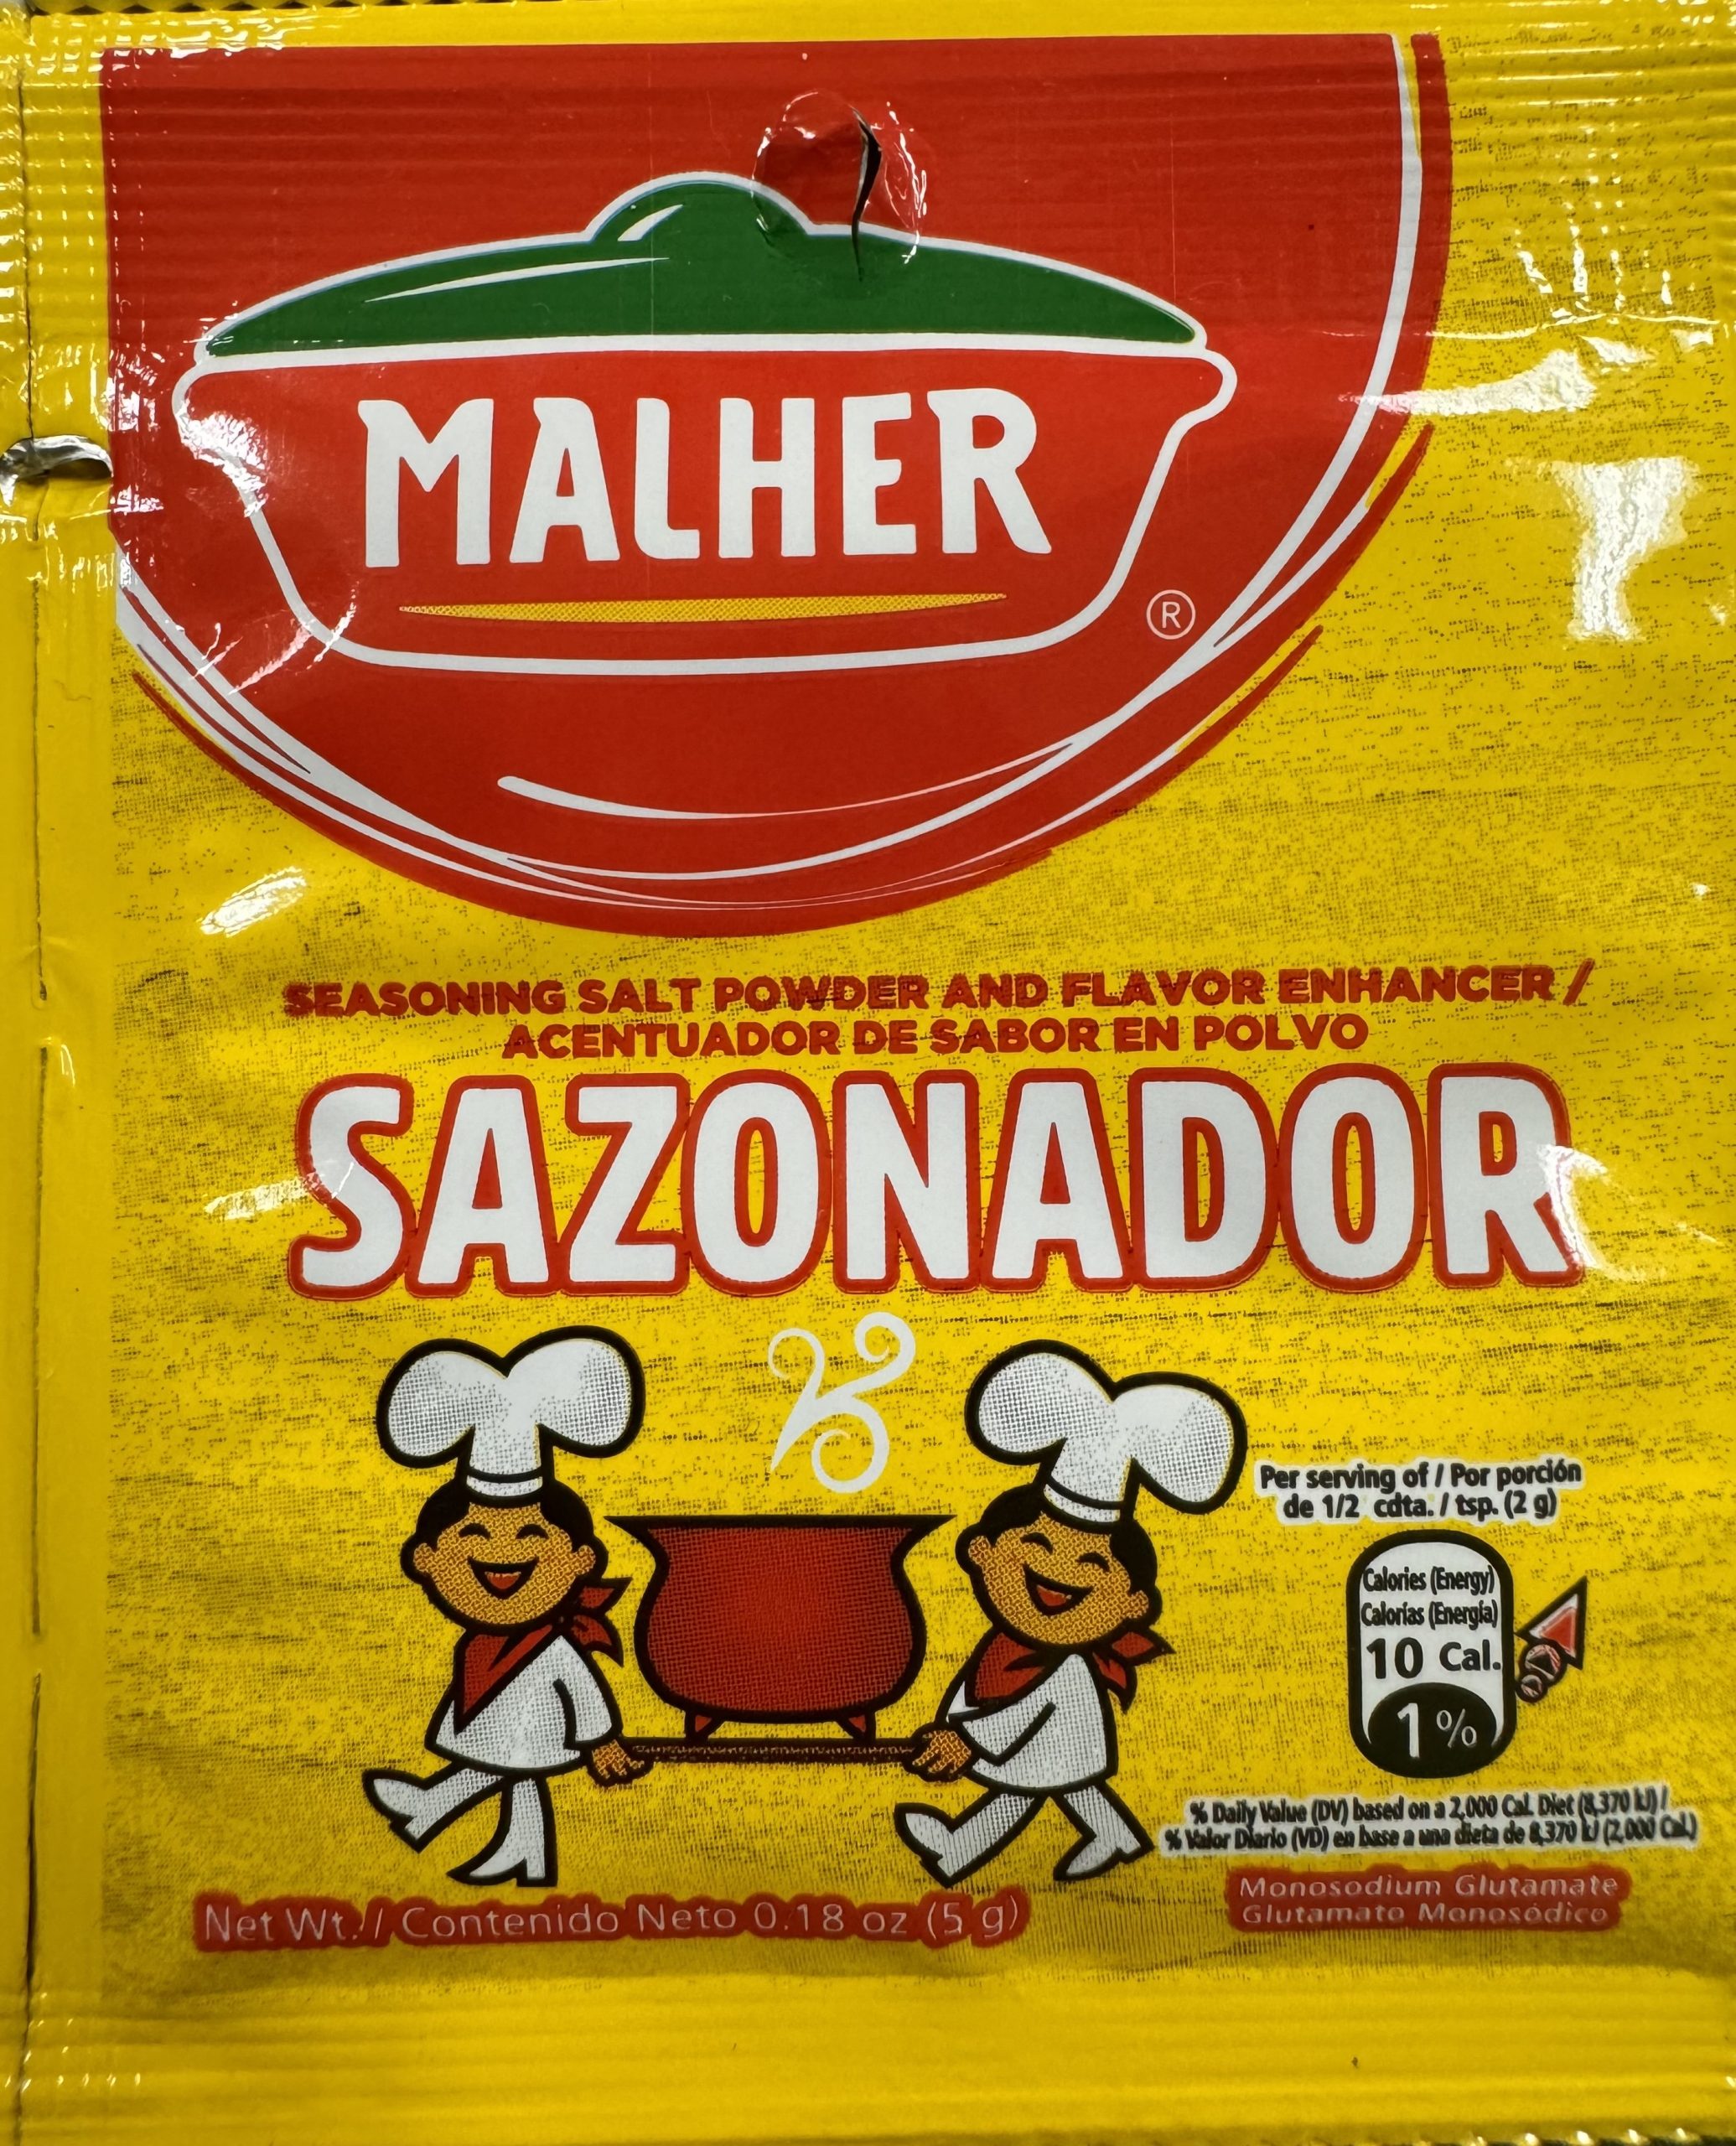 MALHER
®
SEASONING SALT POWDER AND FLAVOR ENHANCER /
ACENTUADOR DE SABOR EN POLVO
SAZONADOR
Per serving of / Por porción
de 1/2 cdta. / tsp. (2 g)
Calories (Energy)
Calorías (Energía)
10 Cal.
1%
% Daily Value (DV) based on a 2,000 Cal. Diet (8,370 kJ) /
% Valor Diario (VD) en base a una dieta de 8,370 kJ (2,000 Cal.)
Monosodium Glutamate
Glutamato Monosódico
Net Wt. / Contenido Neto 0.18 oz (5 g)